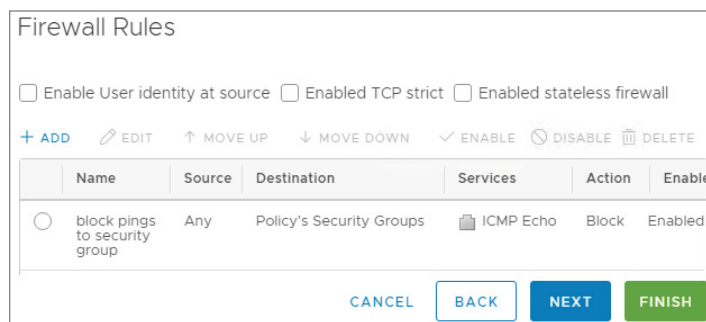 Firewall Rules
Enable User identity at source Enabled TCP strict Enabled stateless firewall
+ ADD EDIT ↑ MOVE UP ↓ MOVE DOWN ✓ ENABLE DISABLE DELETE
Name Source Destination Services Action Enable
block pings Any Policy's Security Groups ICMP Echo Block Enabled
to security
group
CANCEL BACK NEXT FINISH